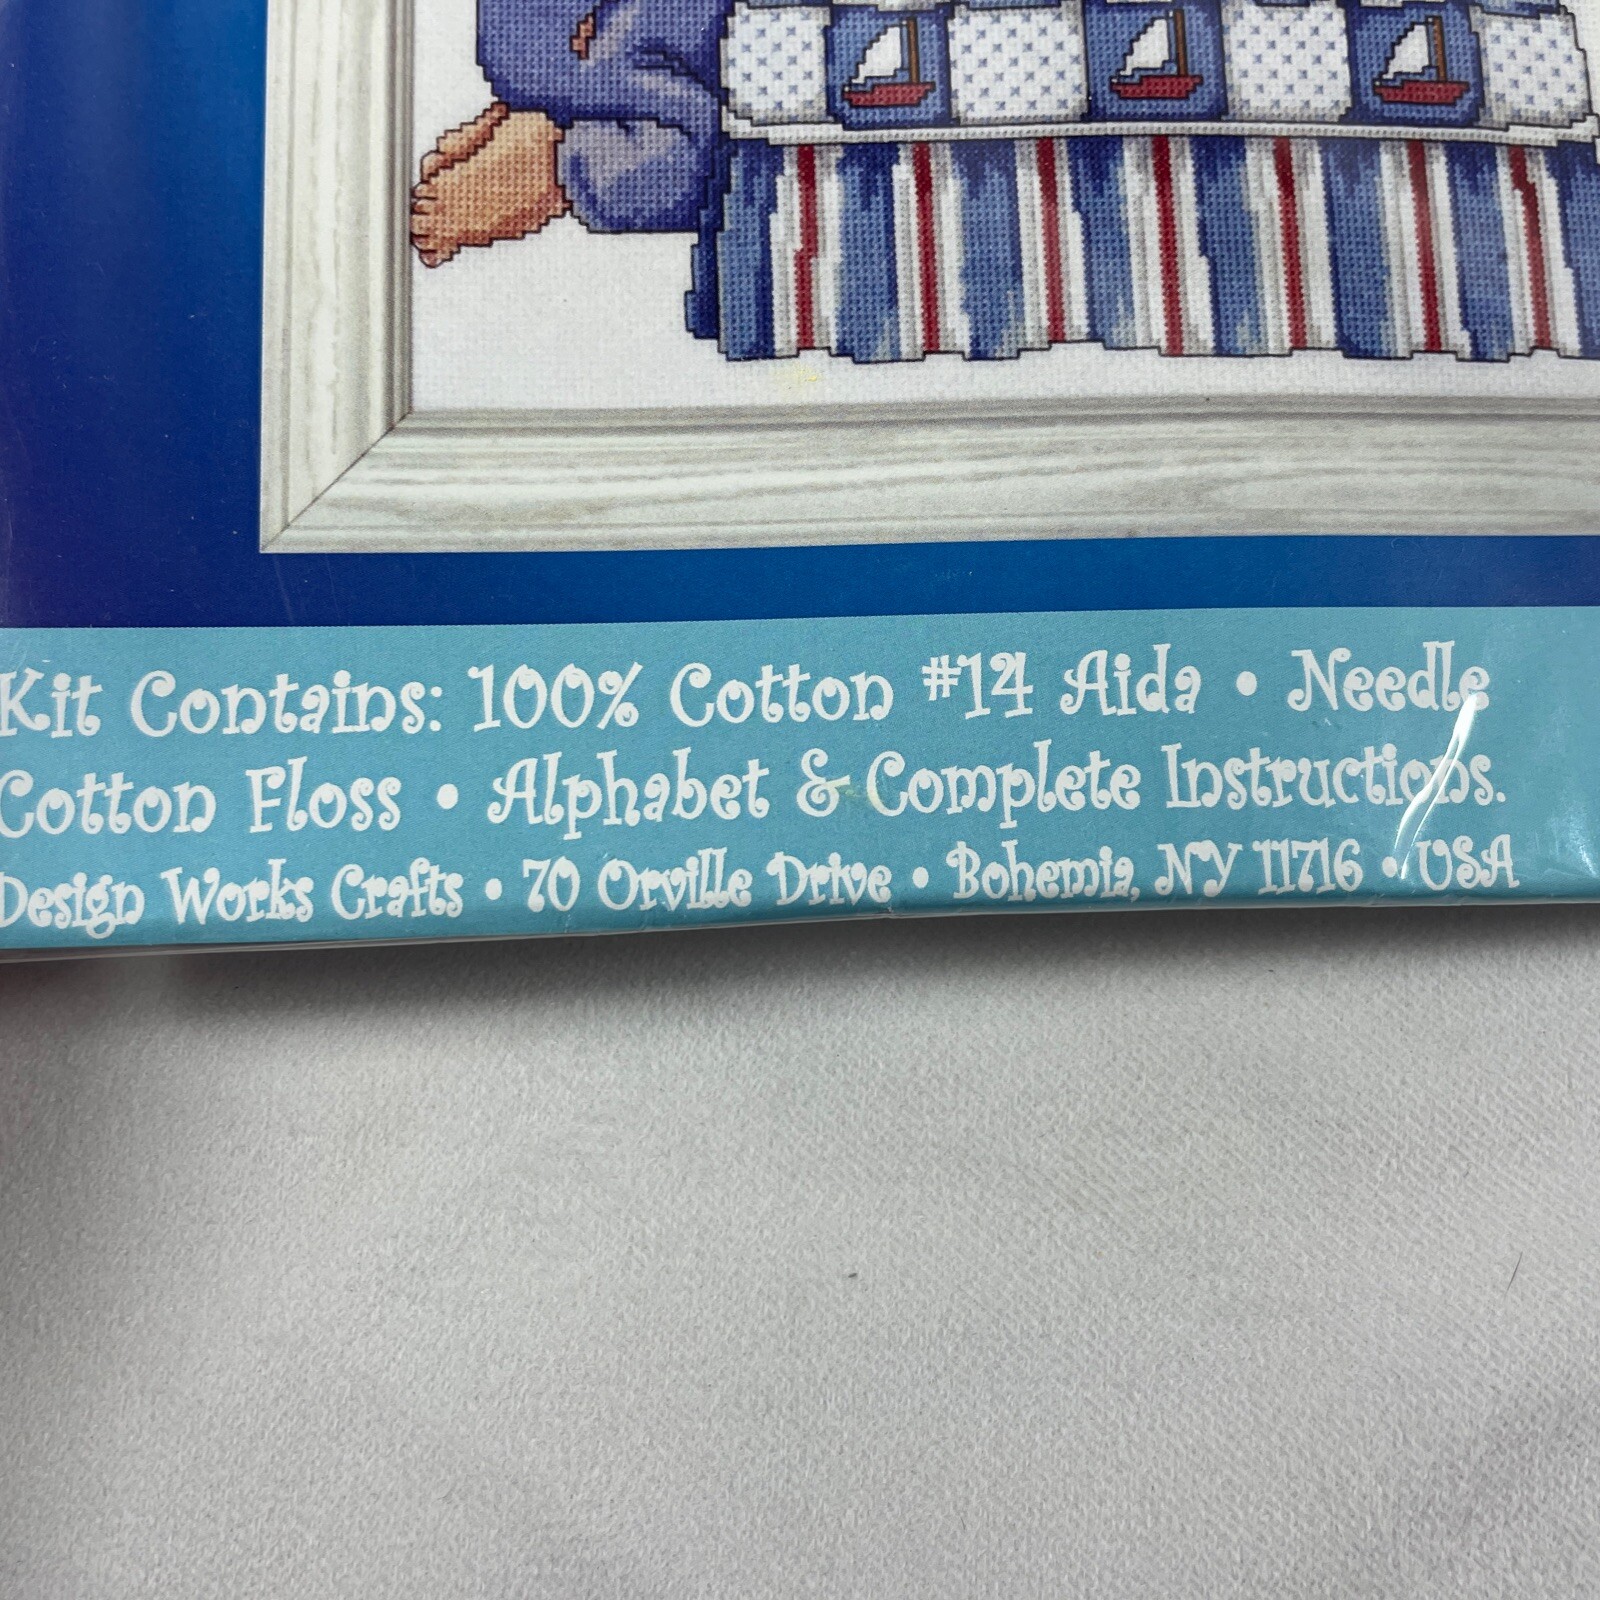 Kit Contains: 100% Cotton #14 Aida • Needle
Cotton Floss • Alphabet & Complete Instructions.
Design Works Crafts • 70 Orville Drive • Bohemia, NY 11716 • USA